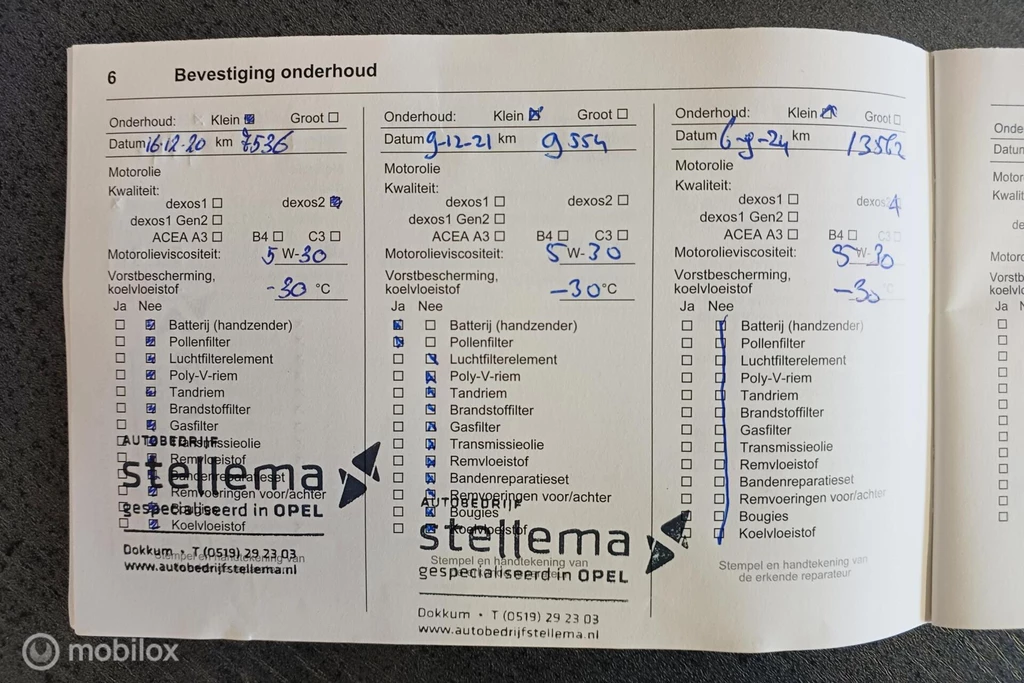 6 Bevestiging onderhoud
Onderhoud: Klein Groot
Datum 16-12-20 km 7536
Motorolie
Kwaliteit:
dexos1 dexos2
dexos1 Gen2
ACEA A3 B4 C3
Motorolieviscositeit: 5 W-30
Vorstbescherming,
koelvloeistof -30 °C
Ja Nee
Batterij (handzender)
Pollenfilter
Luchtfilterelement
Poly-V-riem
Tandriem
Brandstoffilter
Gasfilter
Transmissieolie
Remvloeistof
Bandenreparatieset
Remvoeringen voor/achter
Bougies
Koelvloeistof
Stempel en handtekening van
AUTOBEDRIJF
stellema
gespecialiseerd in OPEL
Dokkum • T (0519) 29 23 03
www.autobedrijfstellema.nl
Onderhoud: Klein Groot
Datum 9-12-21 km 9554
Motorolie
Kwaliteit:
dexos1 dexos2
dexos1 Gen2
ACEA A3 B4 C3
Motorolieviscositeit: 5 W-30
Vorstbescherming,
koelvloeistof -30 °C
Ja Nee
Batterij (handzender)
Pollenfilter
Luchtfilterelement
Poly-V-riem
Tandriem
Brandstoffilter
Gasfilter
Transmissieolie
Remvloeistof
Bandenreparatieset
Remvoeringen voor/achter
Bougies
Koelvloeistof
Stempel en handtekening van
AUTOBEDRIJF
stellema
gespecialiseerd in OPEL
Dokkum • T (0519) 29 23 03
www.autobedrijfstellema.nl
Onderhoud: Klein Groot
Datum km 13562
Motorolie
Kwaliteit:
dexos1 dexos2
dexos1 Gen2
ACEA A3 B4 C3
Motorolieviscositeit: 5 W-30
Vorstbescherming,
koelvloeistof -30 °C
Ja Nee
Batterij (handzender)
Pollenfilter
Luchtfilterelement
Poly-V-riem
Tandriem
Brandstoffilter
Gasfilter
Transmissieolie
Remvloeistof
Bandenreparatieset
Remvoeringen voor/achter
Bougies
Koelvloeistof
Stempel en handtekening van
de erkende reparateur
mobilox